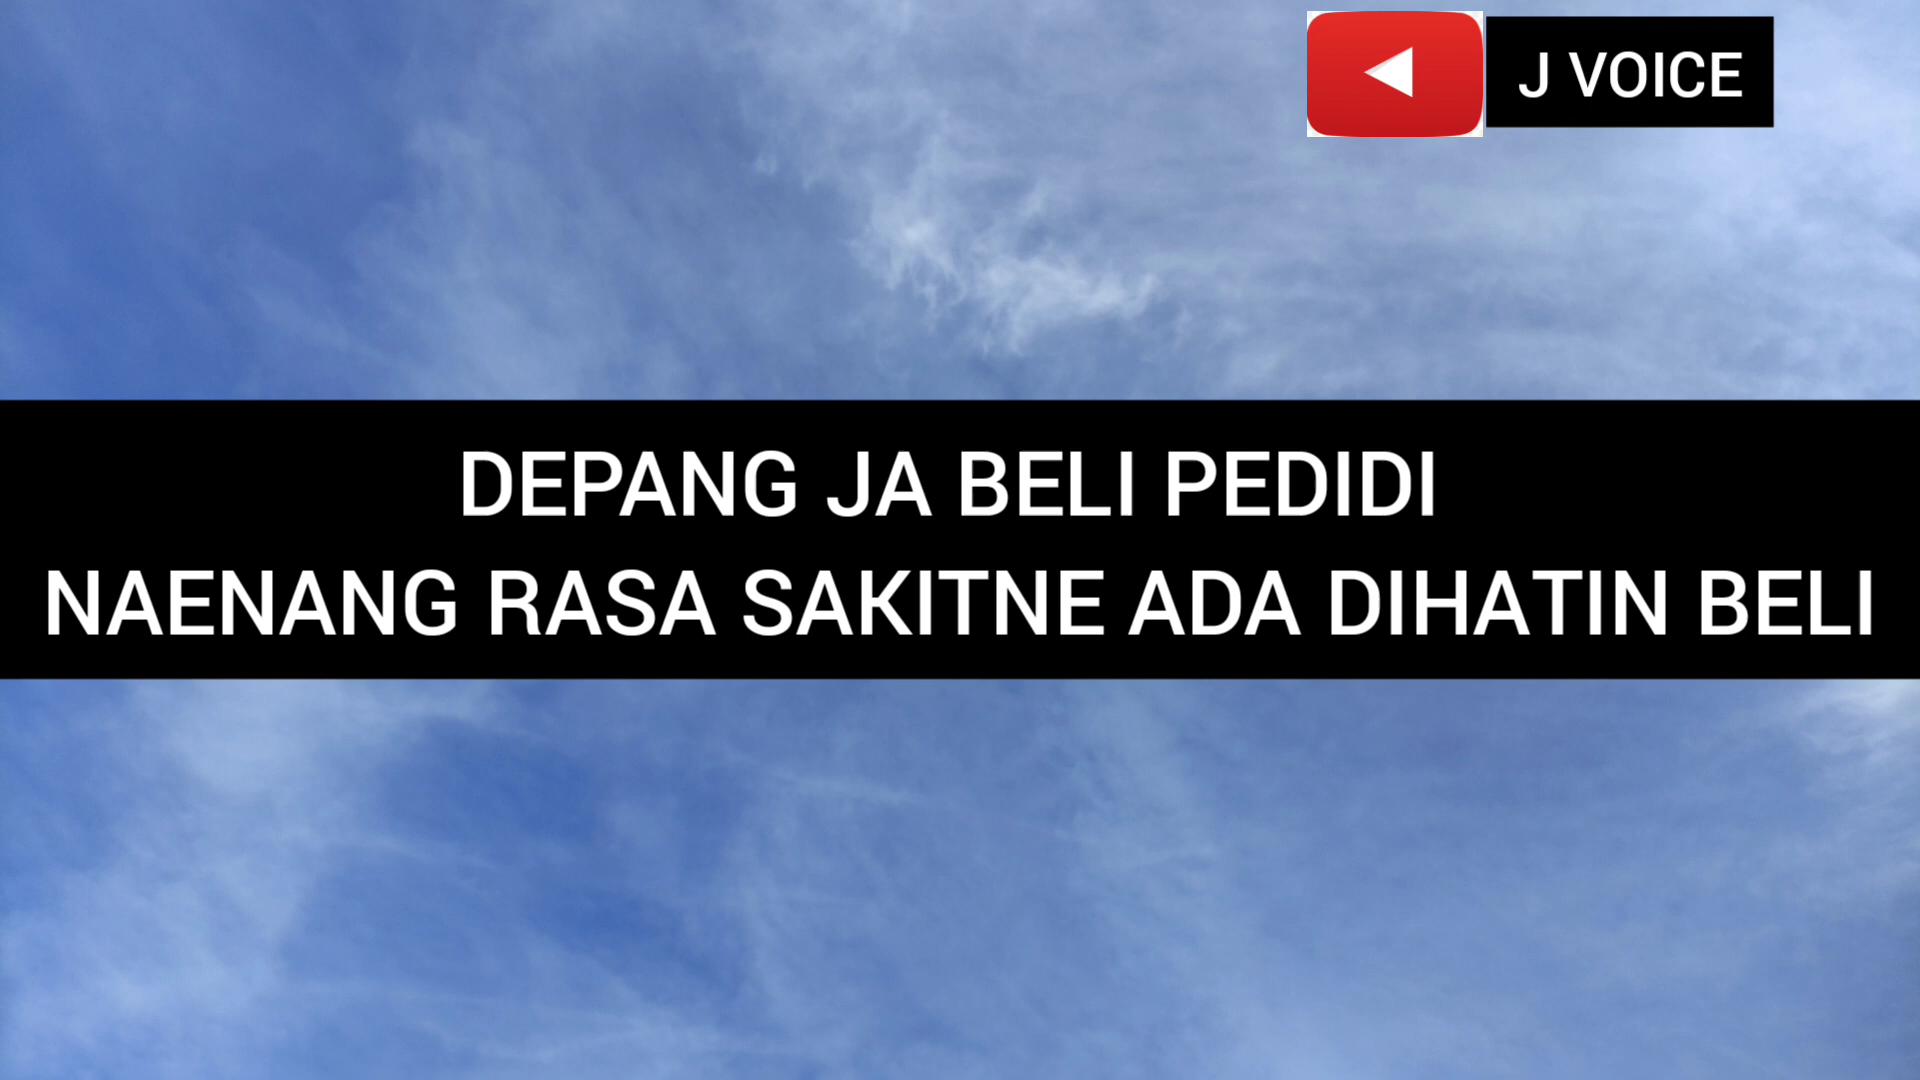 J VOICE
DEPANG JA BELI PEDIDI
NAENANG RASA SAKITNE ADA DIHATIN BELI